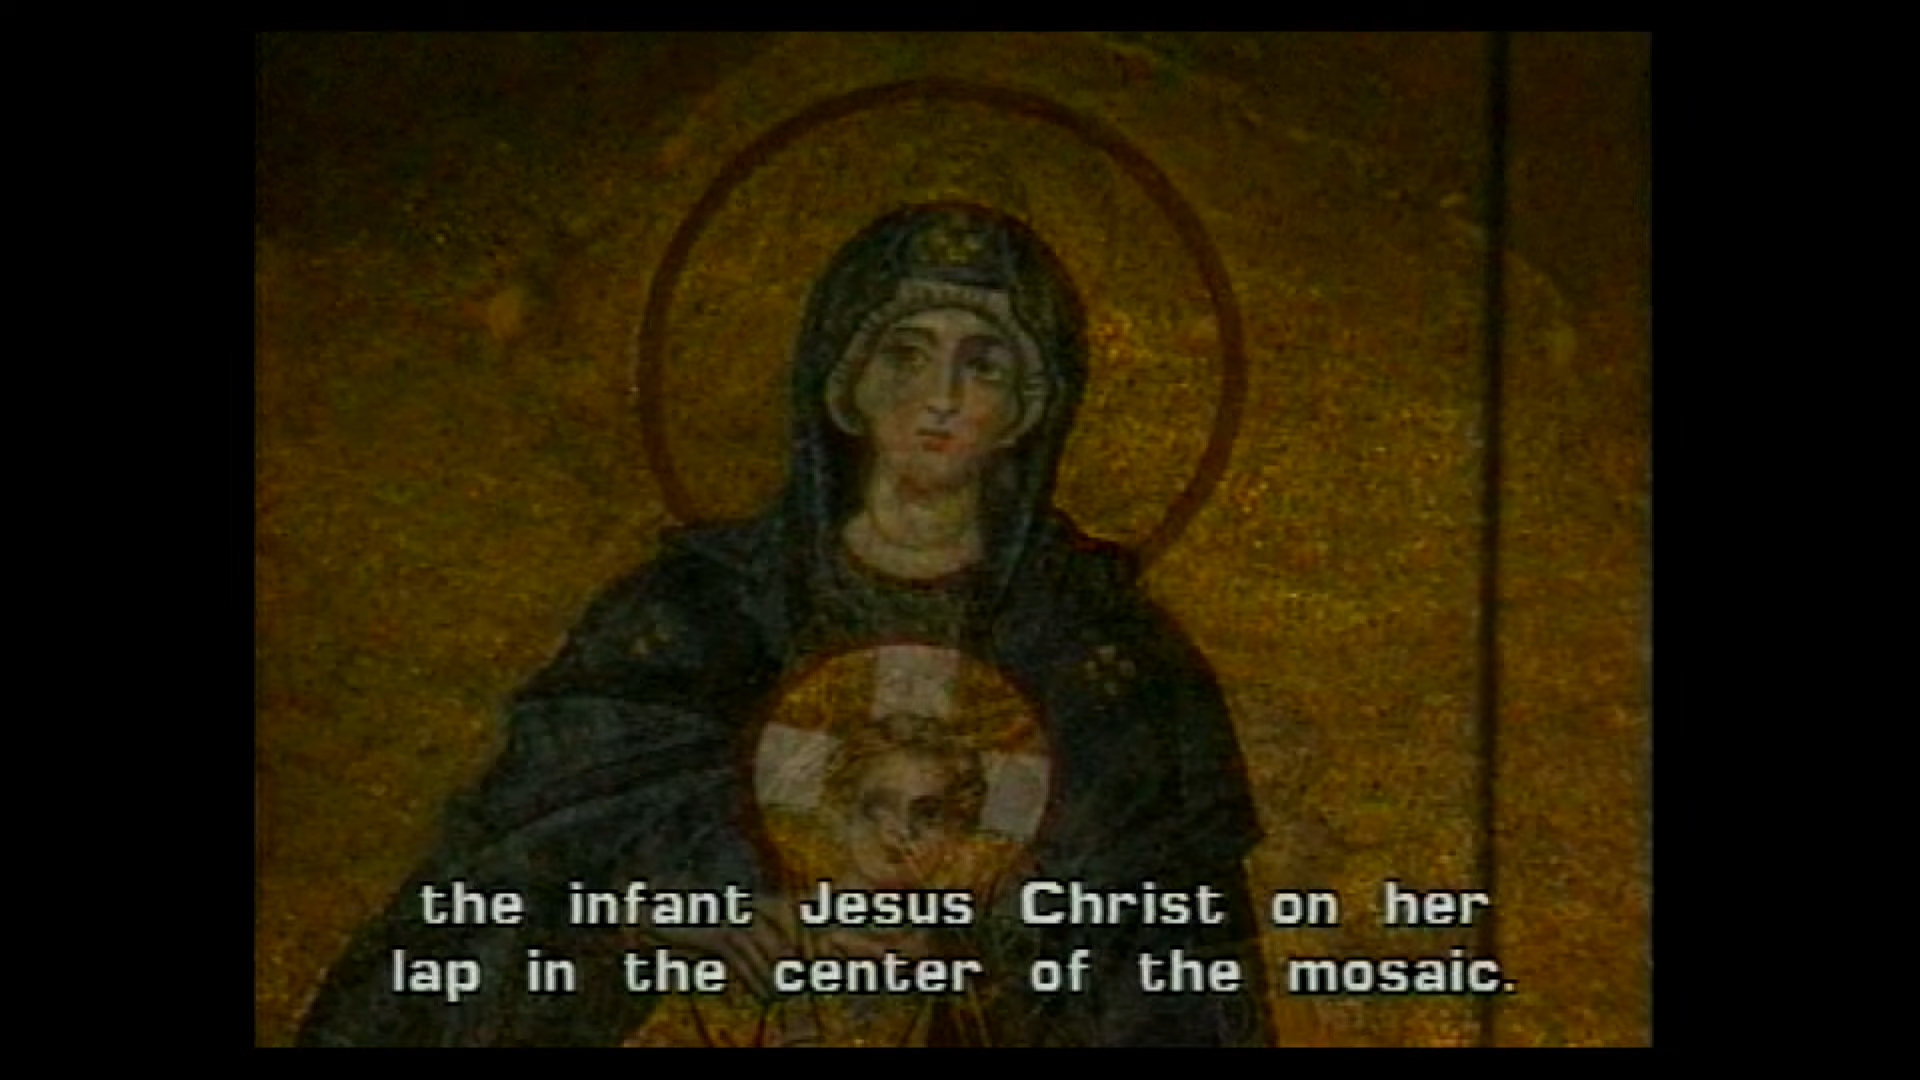 the infant Jesus Christ on her
lap in the center of the mosaic.